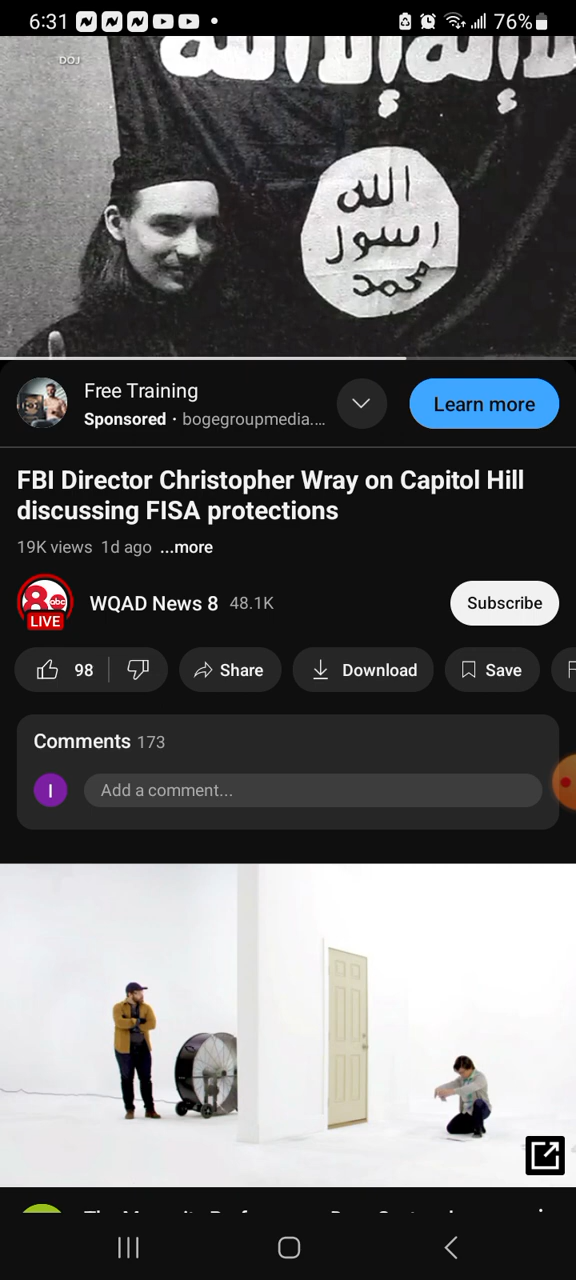 6:31
76%
DOJ
الله
رسول
محمد
Free Training
Sponsored · bogegroupmedia....
Learn more
FBI Director Christopher Wray on Capitol Hill
discussing FISA protections
19K views 1d ago ...more
8 abc
LIVE
WQAD News 8 48.1K
Subscribe
98
Share
Download
Save
Comments 173
I
Add a comment...